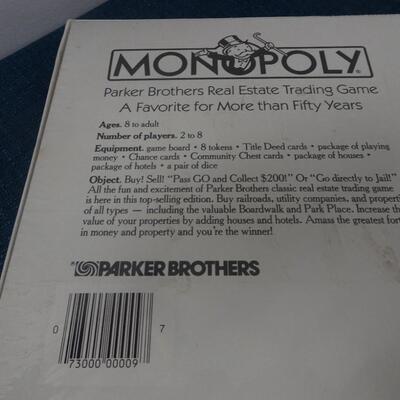 MONOPOLY®
Parker Brothers Real Estate Trading Game
A Favorite for More than Fifty Years
Ages. 8 to adult
Number of players. 2 to 8
Equipment. game board • 8 tokens • Title Deed cards • package of playing
money • Chance cards • Community Chest cards • package of houses •
package of hotels • a pair of dice
Object. Buy! Sell! "Pass GO and Collect $200!" Or "Go directly to Jail!"
All the fun and excitement of Parker Brothers classic real estate trading game
is here in this top-selling edition. Buy railroads, utility companies, and properti
of all types — including the valuable Boardwalk and Park Place. Increase the
value of your properties by adding houses and hotels. Amass the greatest fortu
in money and property and you're the winner!
PARKER BROTHERS
0 7
73000 00009